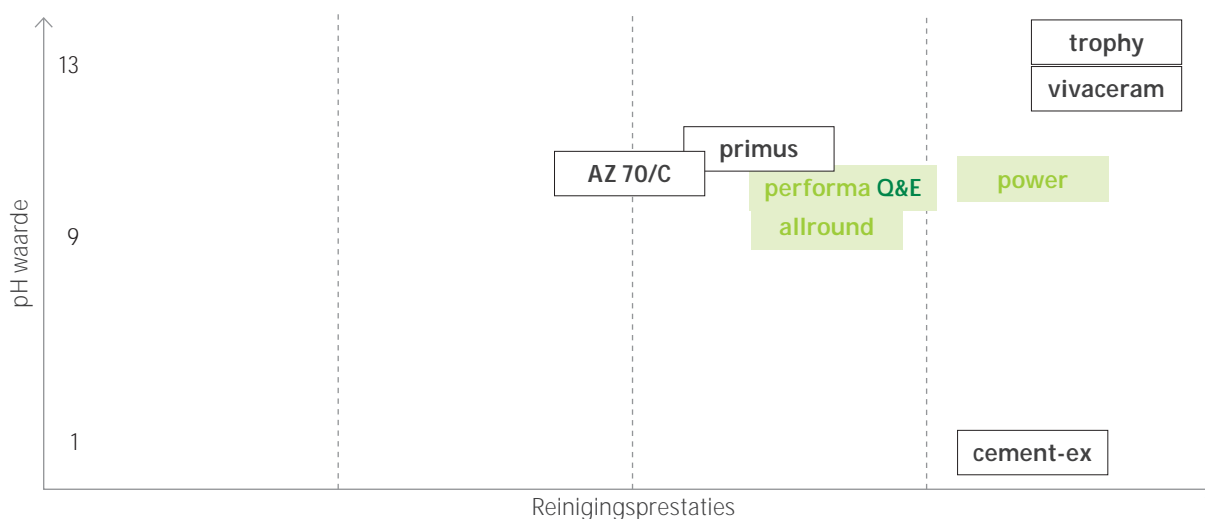 trophy
13
vivaceram
primus
AZ 70/C
performa Q&E
power
allround
9
pH waarde
1
cement-ex
Reinigingsprestaties